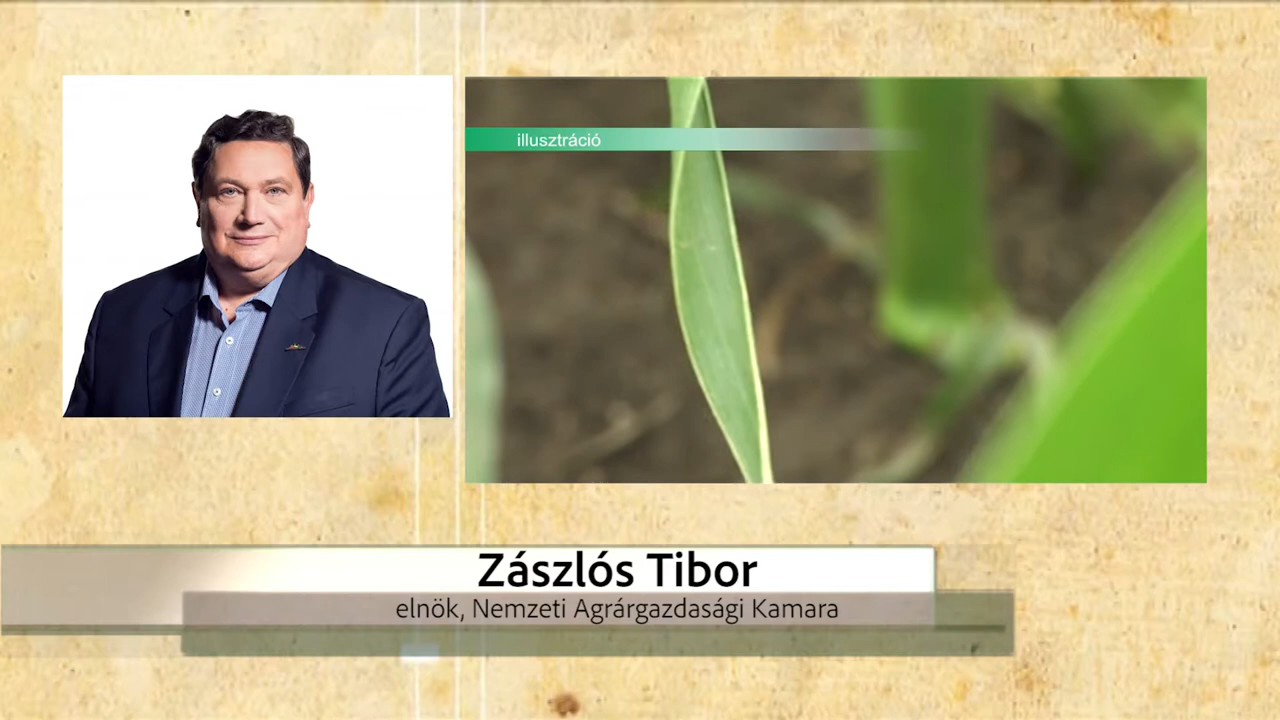 illusztráció
Zászlós Tibor
elnök, Nemzeti Agrárgazdasági Kamara